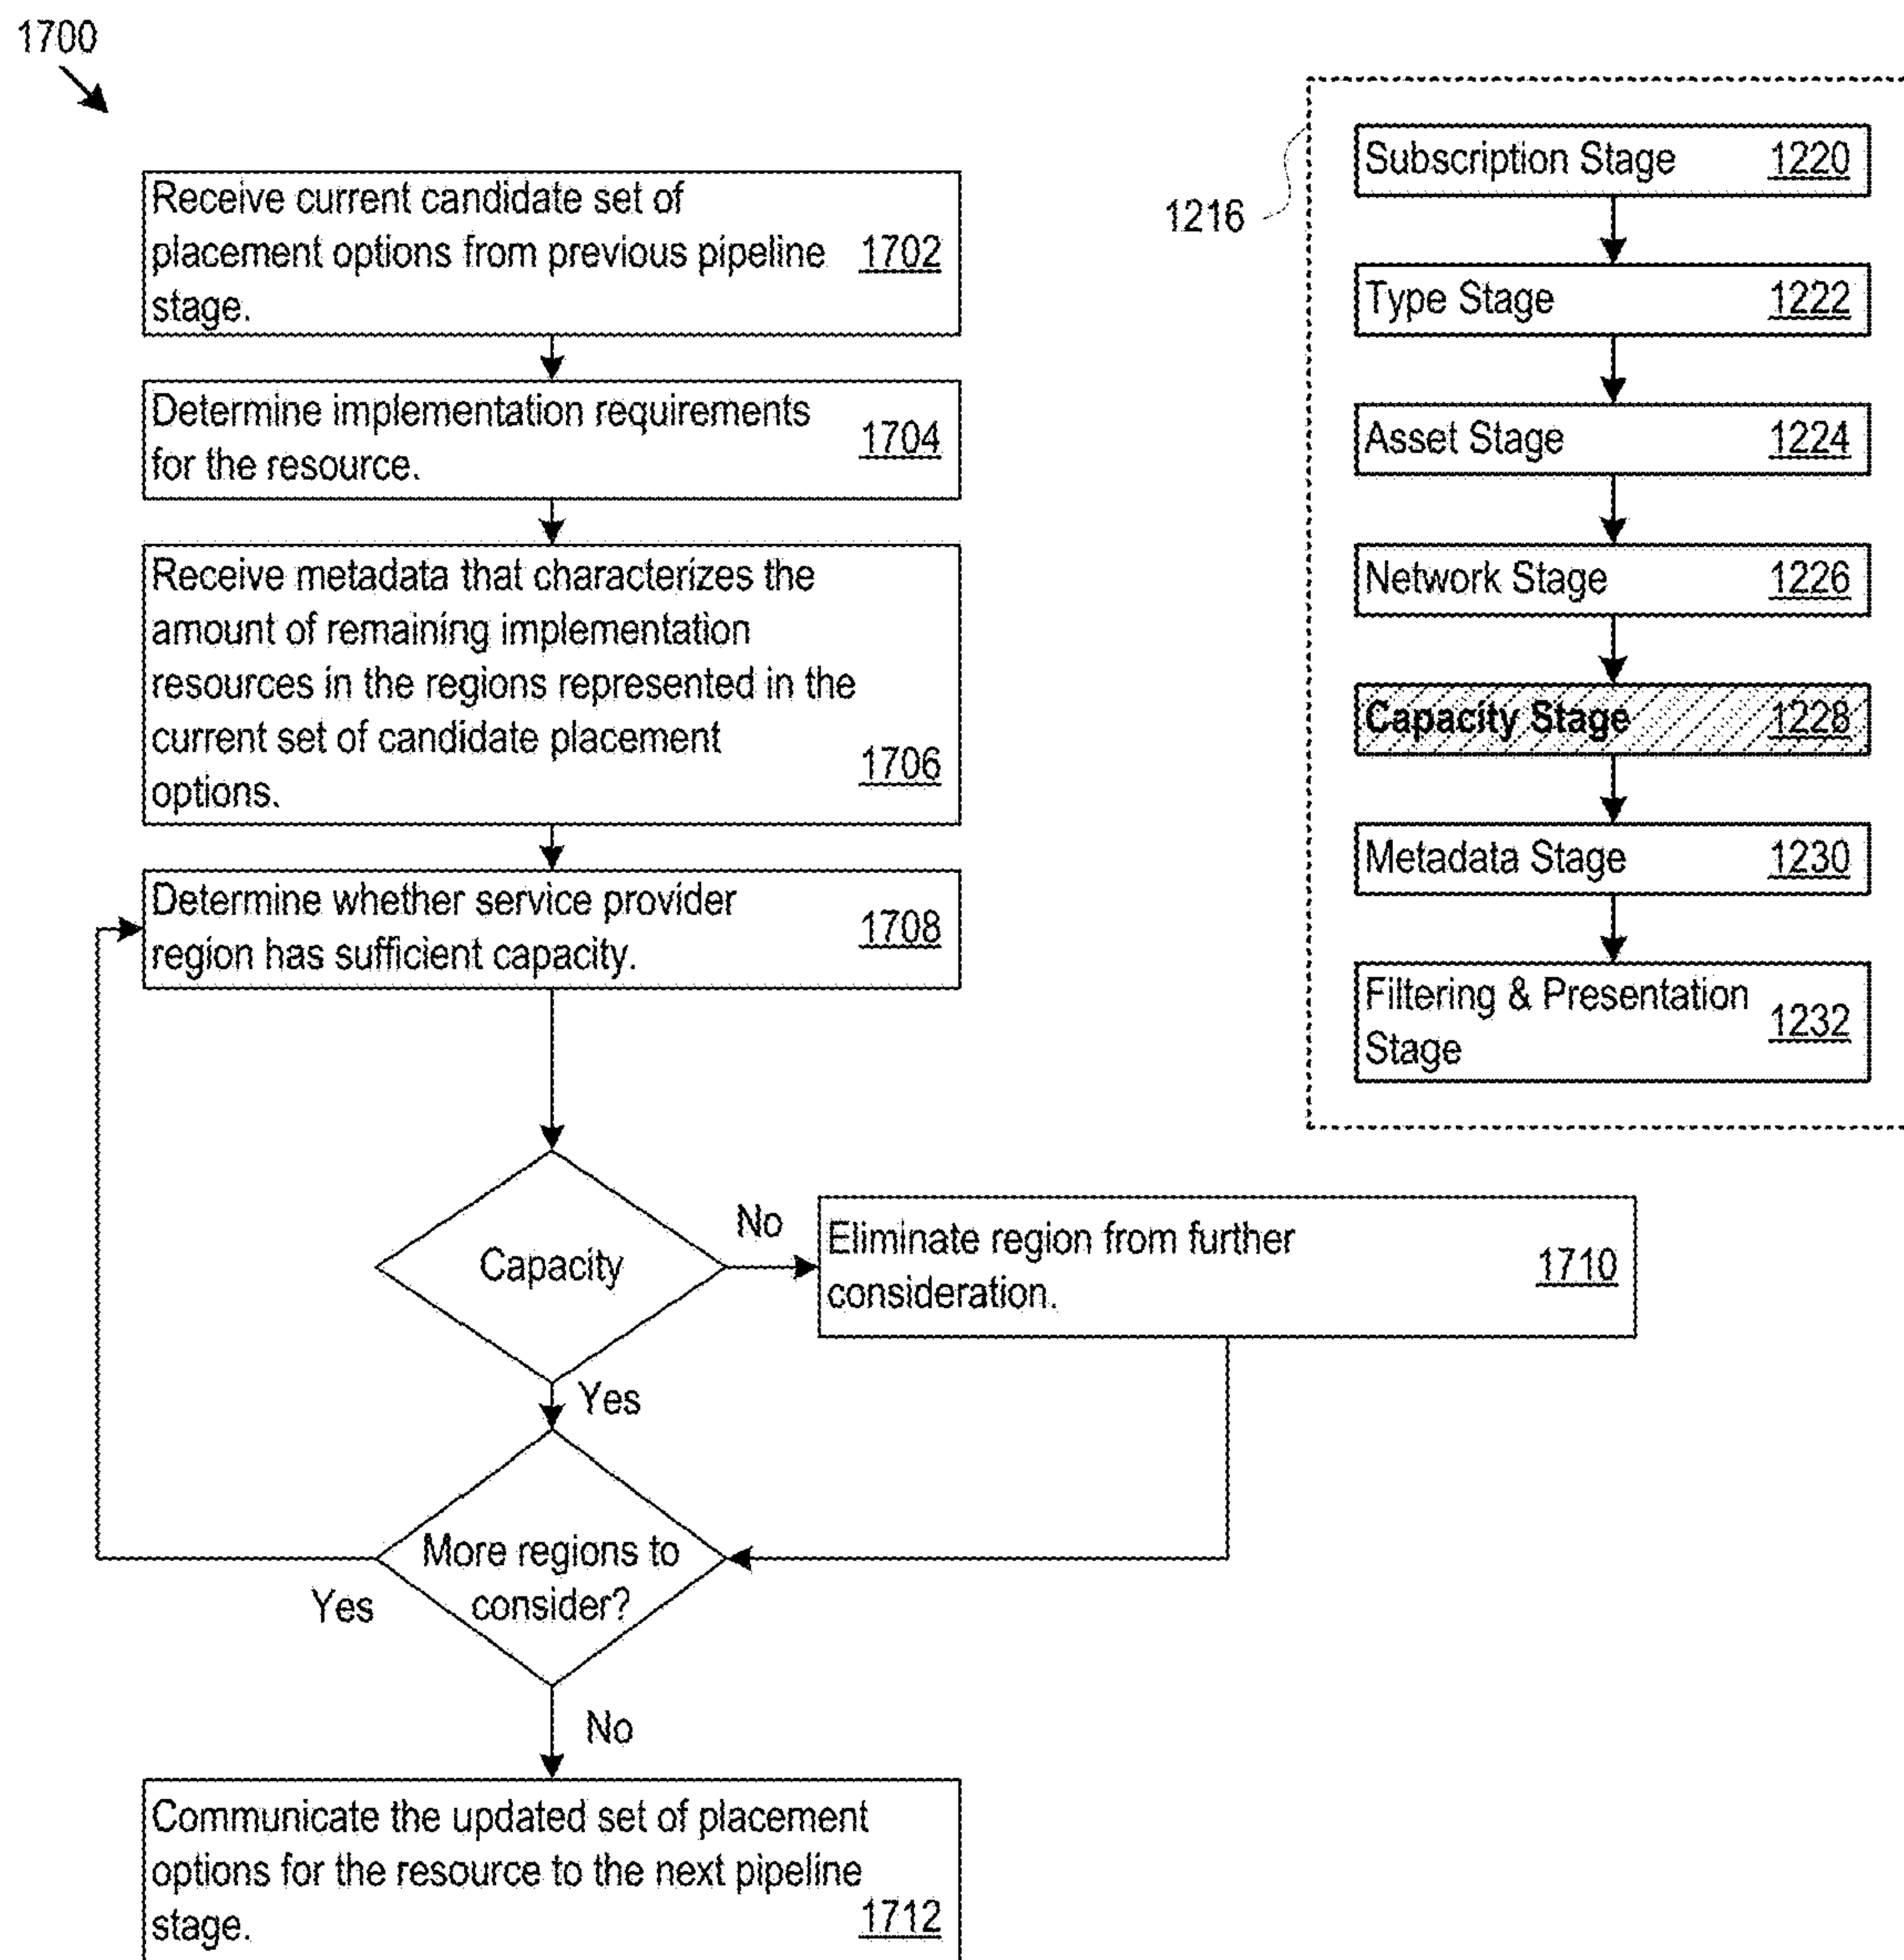 1700
Receive current candidate set of
placement options from previous pipeline 1702
stage.
Determine implementation requirements
for the resource. 1704
Receive metadata that characterizes the
amount of remaining implementation
resources in the regions represented in the
current set of candidate placement
options. 1706
Determine whether service provider
region has sufficient capacity. 1708
Capacity
No
Eliminate region from further
consideration. 1710
Yes
More regions to
consider?
Yes
No
Communicate the updated set of placement
options for the resource to the next pipeline
stage. 1712
1216
Subscription Stage 1220
Type Stage 1222
Asset Stage 1224
Network Stage 1226
Capacity Stage 1228
Metadata Stage 1230
Filtering & Presentation
Stage 1232